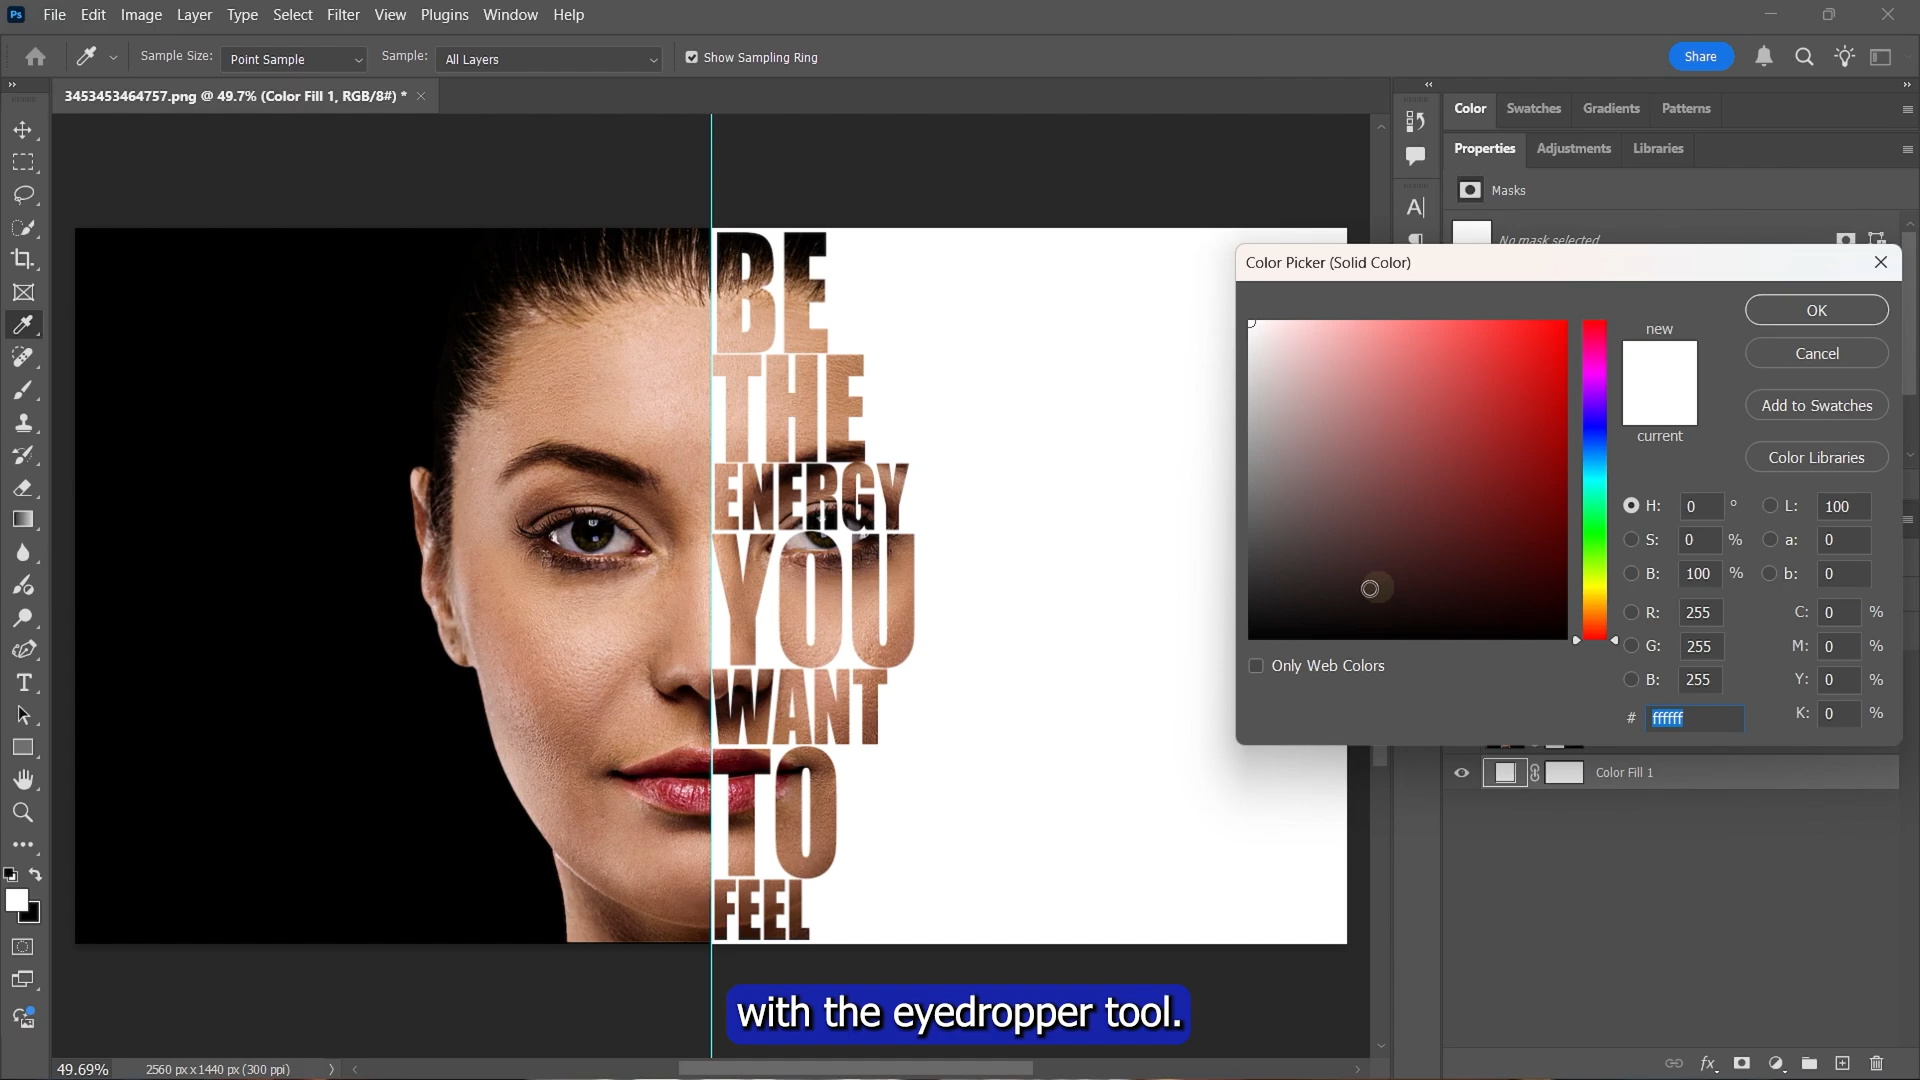 Ps File Edit Image Layer Type Select Filter View Plugins Window Help
Sample Size: Point Sample Sample: All Layers Show Sampling Ring Share
3453453464757.png @ 49.7% (Color Fill 1, RGB/8#) *
Color Swatches Gradients Patterns
Properties Adjustments Libraries
Masks
No mask selected
Color Picker (Solid Color)
OK
new
Cancel
Add to Swatches
current
Color Libraries
H: 0 ° L: 100
S: 0 % a: 0
B: 100 % b: 0
R: 255 C: 0 %
G: 255 M: 0 %
B: 255 Y: 0 %
# ffffff K: 0 %
Only Web Colors
Color Fill 1
BE
THE
ENERGY
YOU
WANT
TO
FEEL
with the eyedropper tool.
49.69% 2560 px x 1440 px (300 ppi)